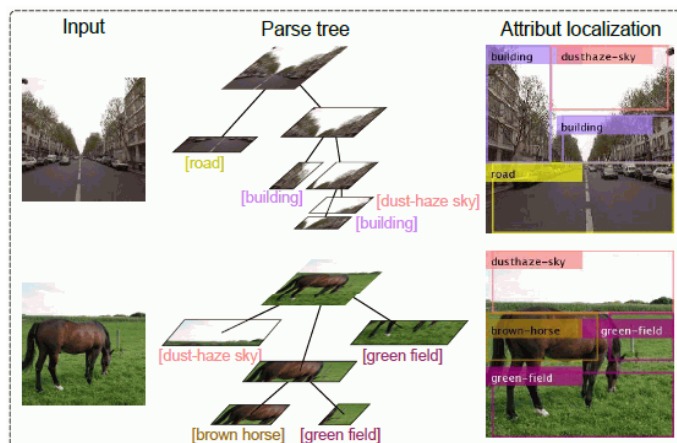 Input
Parse tree
Attribut localization
building
dusthaze-sky
building
road
[road]
[building]
[dust-haze sky]
[building]
dusthaze-sky
brown-horse
green-field
green-field
[dust-haze sky]
[green field]
[brown horse]
[green field]